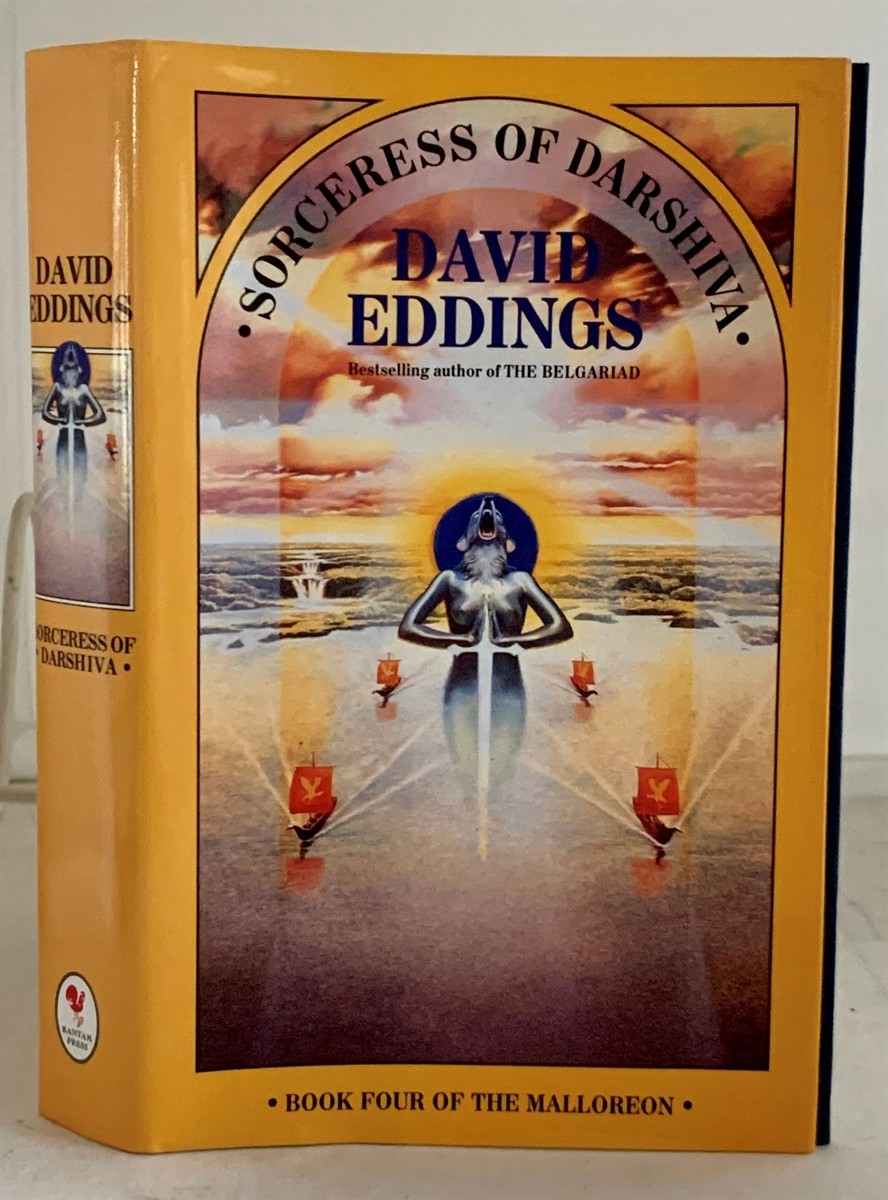 DAVID
EDDINGS
SORCERESS OF
• DARSHIVA •
BANTAM
PRESS
• SORCERESS OF DARSHIVA •
DAVID
EDDINGS
Bestselling author of THE BELGARIAD
• BOOK FOUR OF THE MALLOREON •